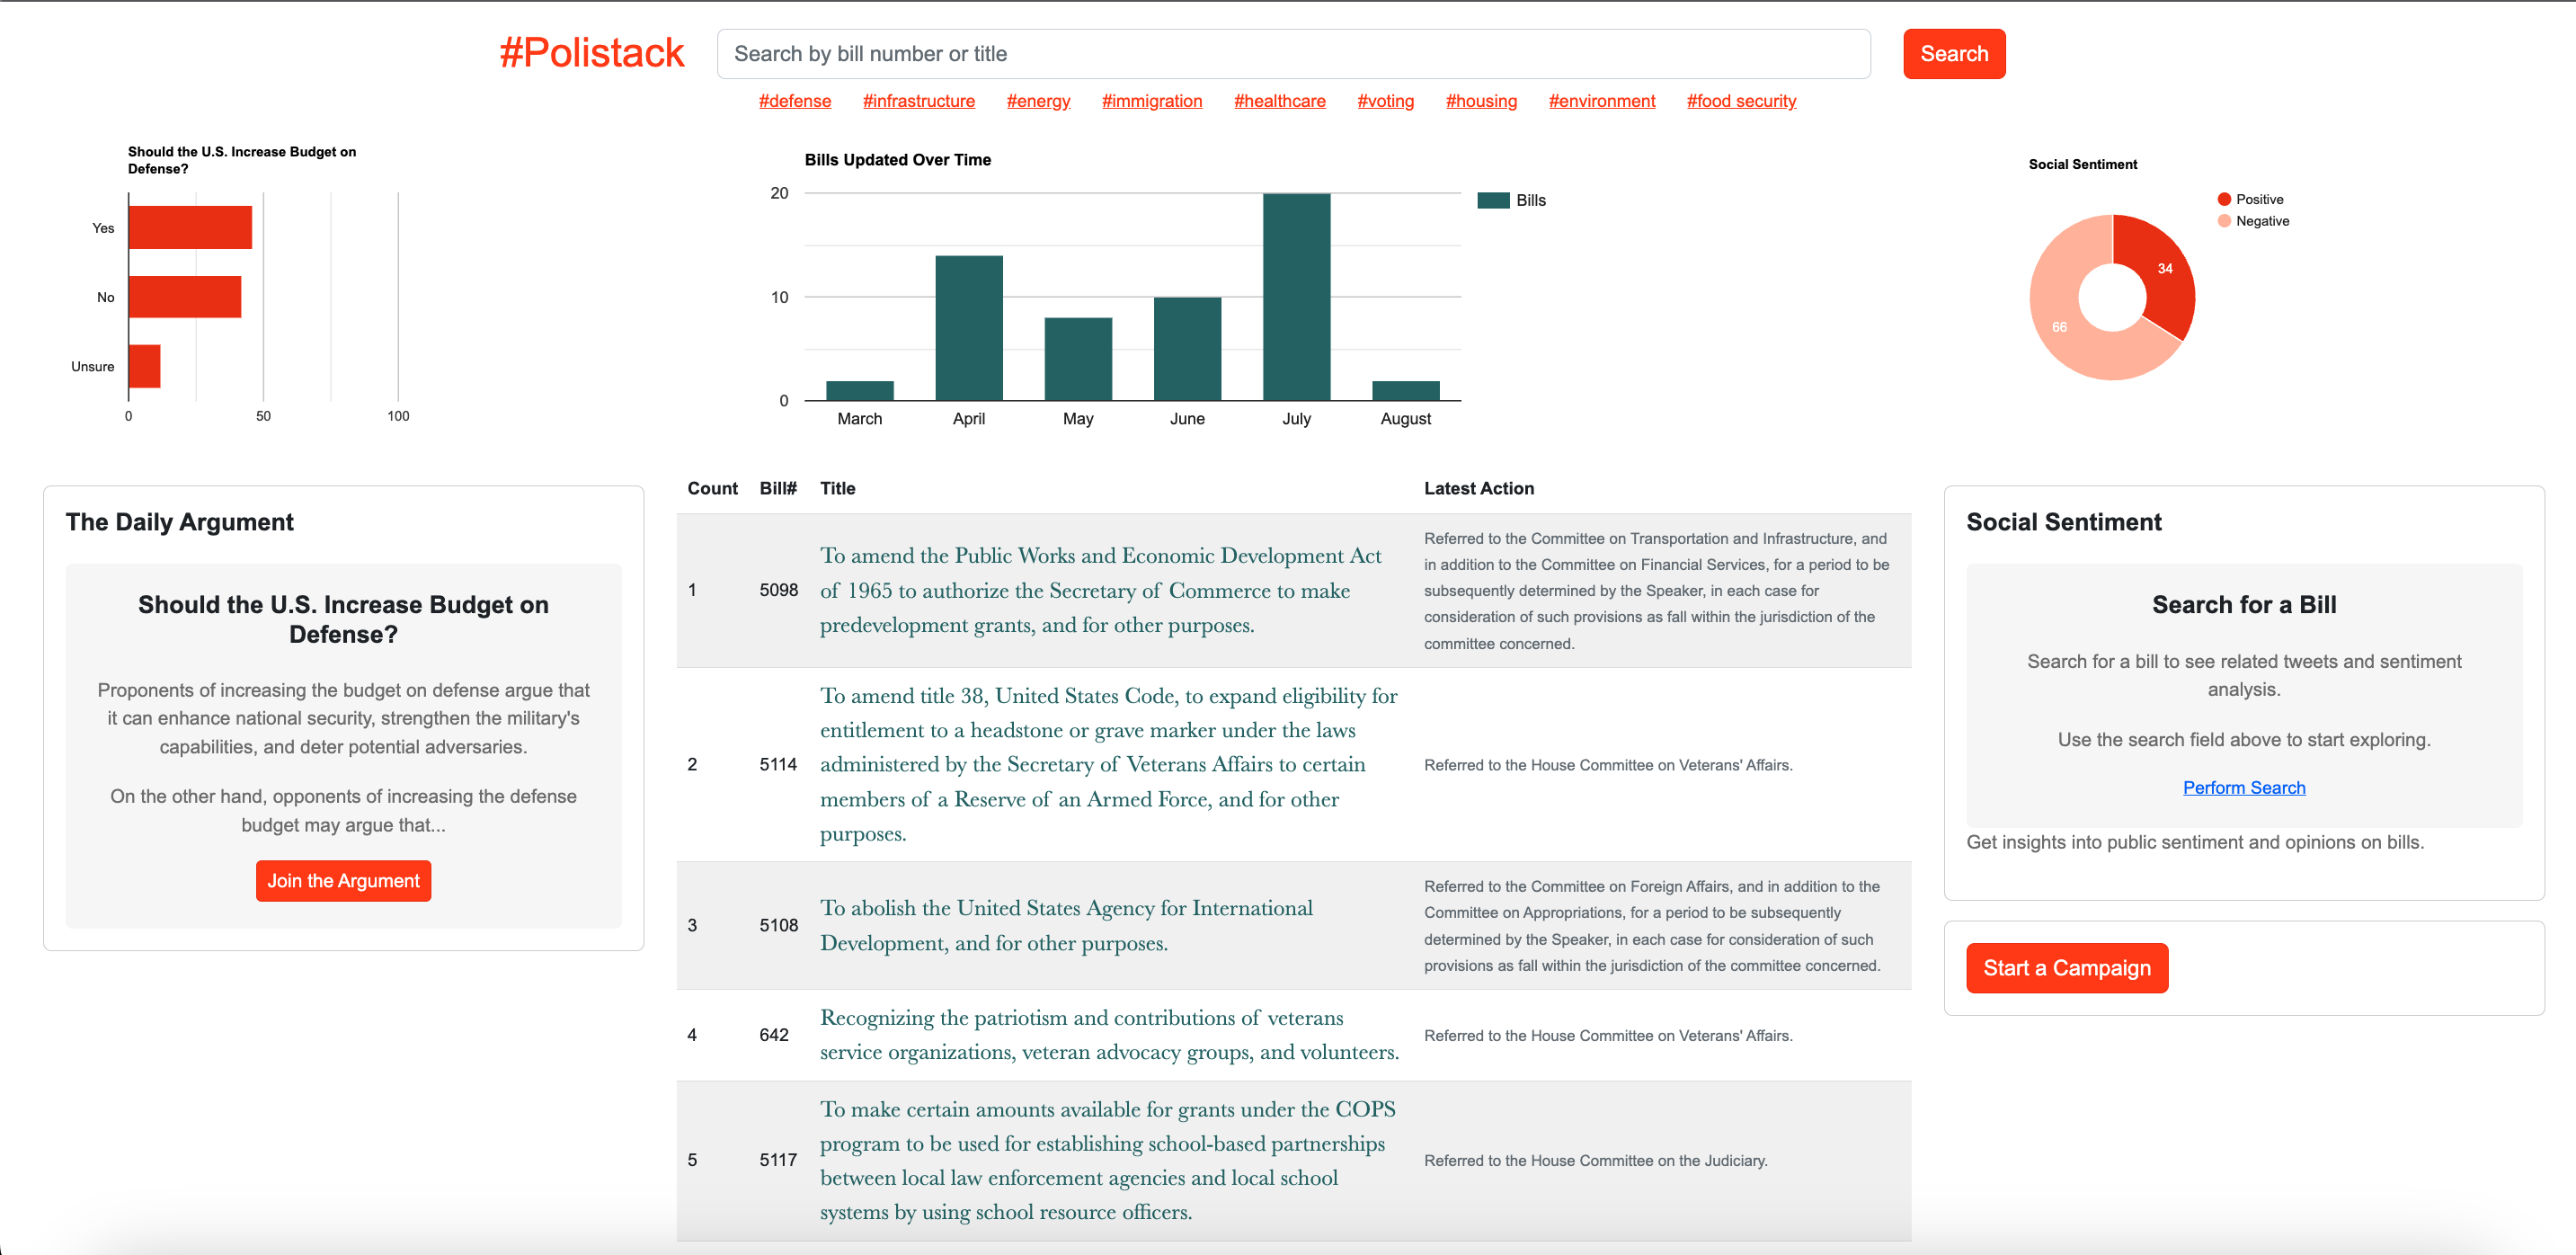 #Polistack
Search by bill number or title
Search
#defense #infrastructure #energy #immigration #healthcare #voting #housing #environment #food security
Should the U.S. Increase Budget on
Defense?
Yes
No
Unsure
0 50 100
Bills Updated Over Time
20
10
0
Bills
March April May June July August
Social Sentiment
Positive
Negative
34
66
The Daily Argument
Should the U.S. Increase Budget on
Defense?
Proponents of increasing the budget on defense argue that
it can enhance national security, strengthen the military's
capabilities, and deter potential adversaries.
On the other hand, opponents of increasing the defense
budget may argue that...
Join the Argument
Count Bill# Title Latest Action
1
5098
To amend the Public Works and Economic Development Act
of 1965 to authorize the Secretary of Commerce to make
predevelopment grants, and for other purposes.
Referred to the Committee on Transportation and Infrastructure, and
in addition to the Committee on Financial Services, for a period to be
subsequently determined by the Speaker, in each case for
consideration of such provisions as fall within the jurisdiction of the
committee concerned.
2
5114
To amend title 38, United States Code, to expand eligibility for
entitlement to a headstone or grave marker under the laws
administered by the Secretary of Veterans Affairs to certain
members of a Reserve of an Armed Force, and for other
purposes.
Referred to the House Committee on Veterans' Affairs.
3
5108
To abolish the United States Agency for International
Development, and for other purposes.
Referred to the Committee on Foreign Affairs, and in addition to the
Committee on Appropriations, for a period to be subsequently
determined by the Speaker, in each case for consideration of such
provisions as fall within the jurisdiction of the committee concerned.
4
642
Recognizing the patriotism and contributions of veterans
service organizations, veteran advocacy groups, and volunteers.
Referred to the House Committee on Veterans' Affairs.
5
5117
To make certain amounts available for grants under the COPS
program to be used for establishing school-based partnerships
between local law enforcement agencies and local school
systems by using school resource officers.
Referred to the House Committee on the Judiciary.
Social Sentiment
Search for a Bill
Search for a bill to see related tweets and sentiment
analysis.
Use the search field above to start exploring.
Perform Search
Get insights into public sentiment and opinions on bills.
Start a Campaign